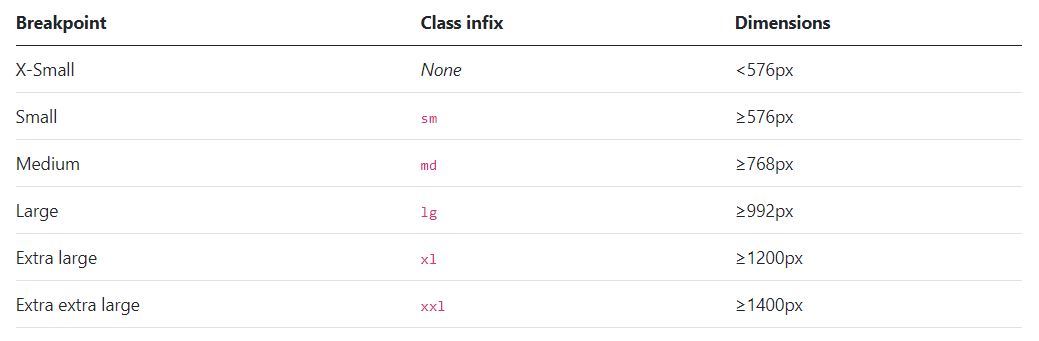 Breakpoint Class infix Dimensions
X-Small None <576px
Small sm ≥576px
Medium md ≥768px
Large lg ≥992px
Extra large xl ≥1200px
Extra extra large xxl ≥1400px